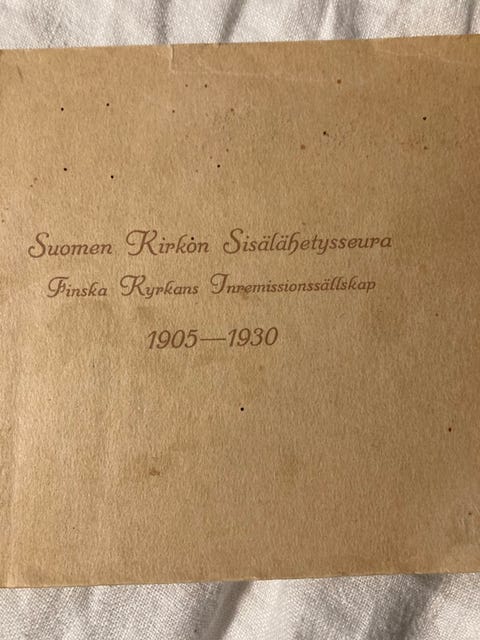 Suomen Kirkon Sisälähetysseura
Finska Kyrkans Inremissionssällskap
1905—1930